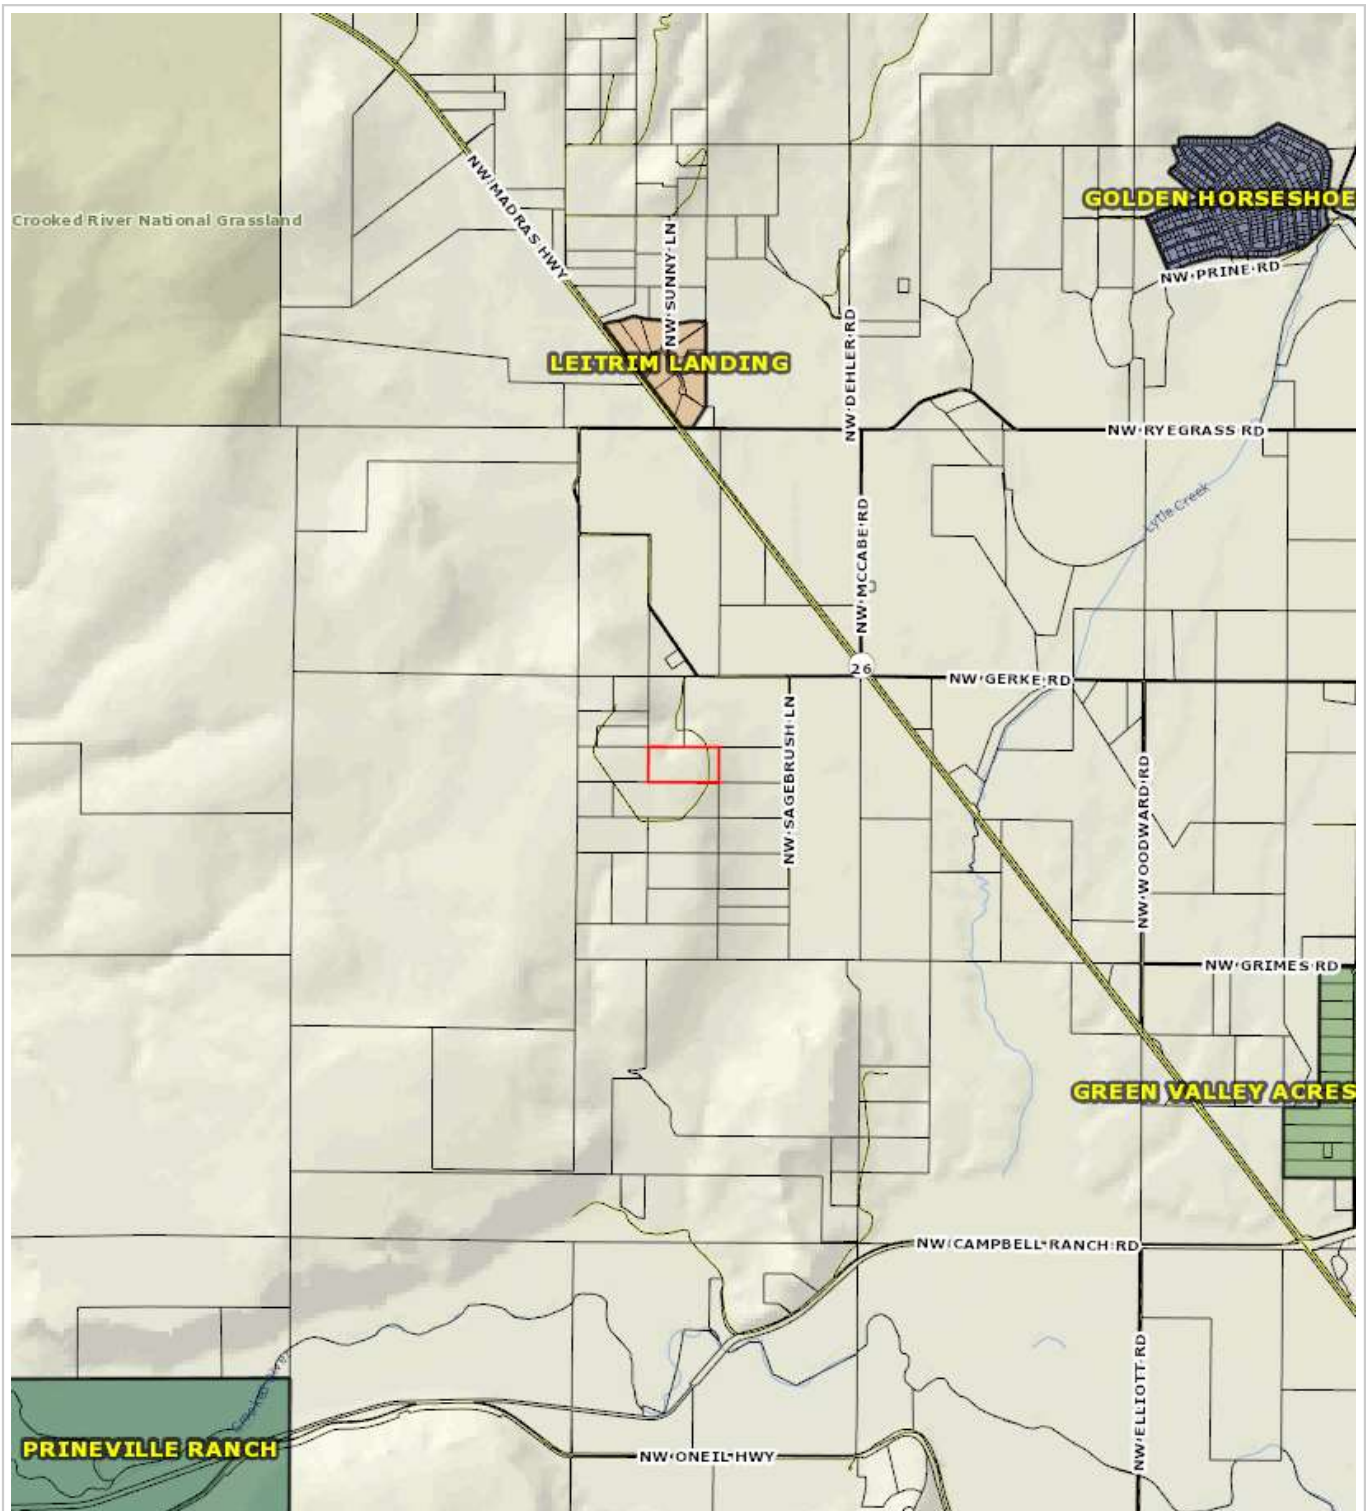 GOLDEN HORSESHOE
Crooked River National Grassland
NW MADRAS HWY
NW SUNNY LN
NW PRINE RD
LEITRIM LANDING
NW DEHLER RD
NW RYEGRASS RD
Lytle Creek
NW MCCABE RD
26
NW GERKE RD
NW SAGEBRUSH LN
NW WOODWARD RD
NW GRIMES RD
GREEN VALLEY ACRES
NW CAMPBELL RANCH RD
Crooked River
NW ELLIOTT RD
PRINEVILLE RANCH
NW ONEIL HWY